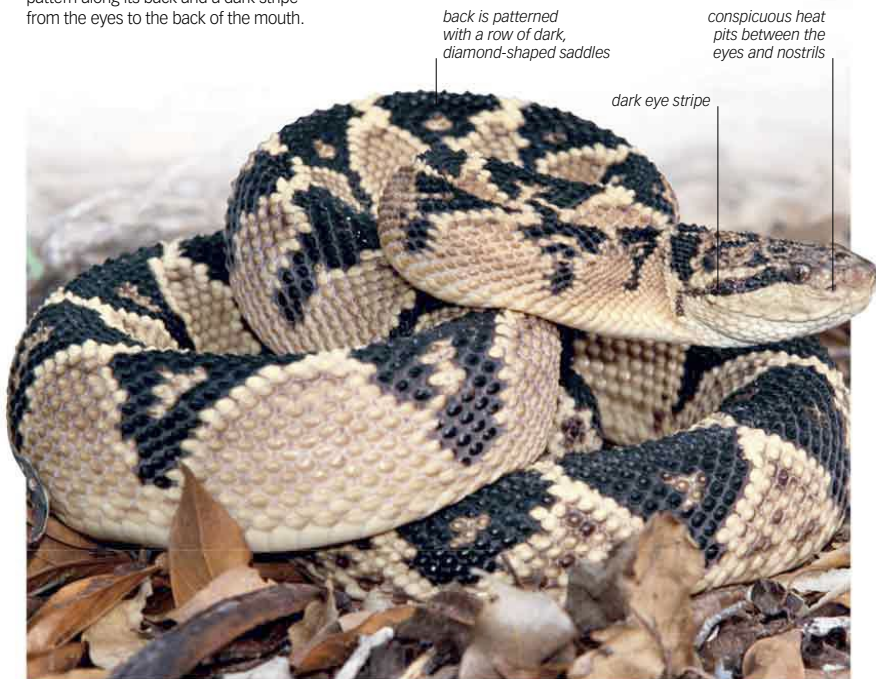 pattern along its back and a dark stripe
from the eyes to the back of the mouth.
back is patterned
with a row of dark,
diamond-shaped saddles
conspicuous heat
pits between the
eyes and nostrils
dark eye stripe